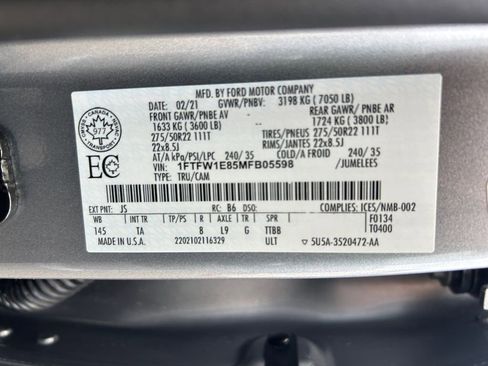 MFD. BY FORD MOTOR COMPANY
DATE: 02/21 GVWR/PNBV: 3198 KG ( 7050 LB)
FRONT GAWR/ PNBE AV REAR GAWR/ PNBE AR
1633 KG ( 3600 LB) 1724 KG ( 3800 LB)
275/50R22 111T TIRES/PNEUS 275/50R22 111T
22x8.5J RIMS/JANTES 22x8.5J
AT/A kPa/PSI/LPC 240/ 35 COLD/A FROID 240/ 35
VIN: 1FTFW1E85MFB05598 /JUMELEES
TYPE: TRU/CAM
CANADA
977
TRANSPORT
EC
EXT PNT: JS RC: B6 DSO: COMPLIES: ICES/NMB-002
WB INT TR TP/PS R AXLE TR SPR F0134
145 TA B L9 G TTBB T0400
2202102116329 ULT 5U5A-3520472-AA